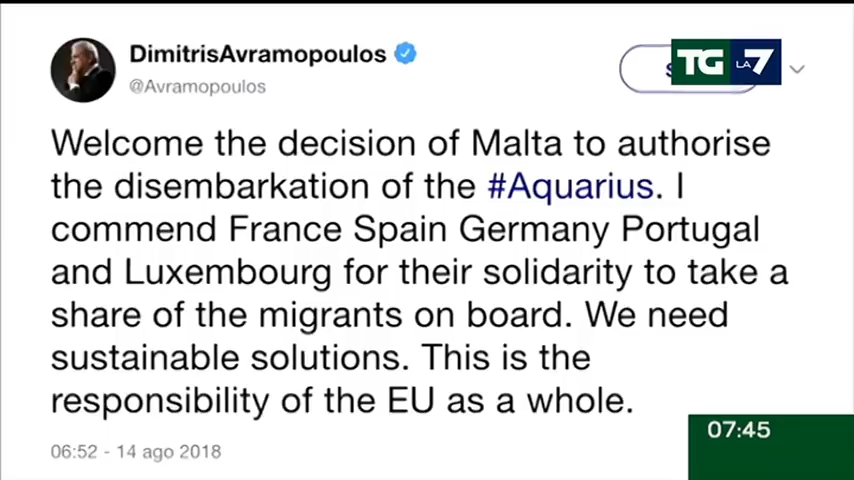 DimitrisAvramopoulos
@Avramopoulos
TG LA 7
Welcome the decision of Malta to authorise
the disembarkation of the #Aquarius. I
commend France Spain Germany Portugal
and Luxembourg for their solidarity to take a
share of the migrants on board. We need
sustainable solutions. This is the
responsibility of the EU as a whole.
06:52 - 14 ago 2018
07:45